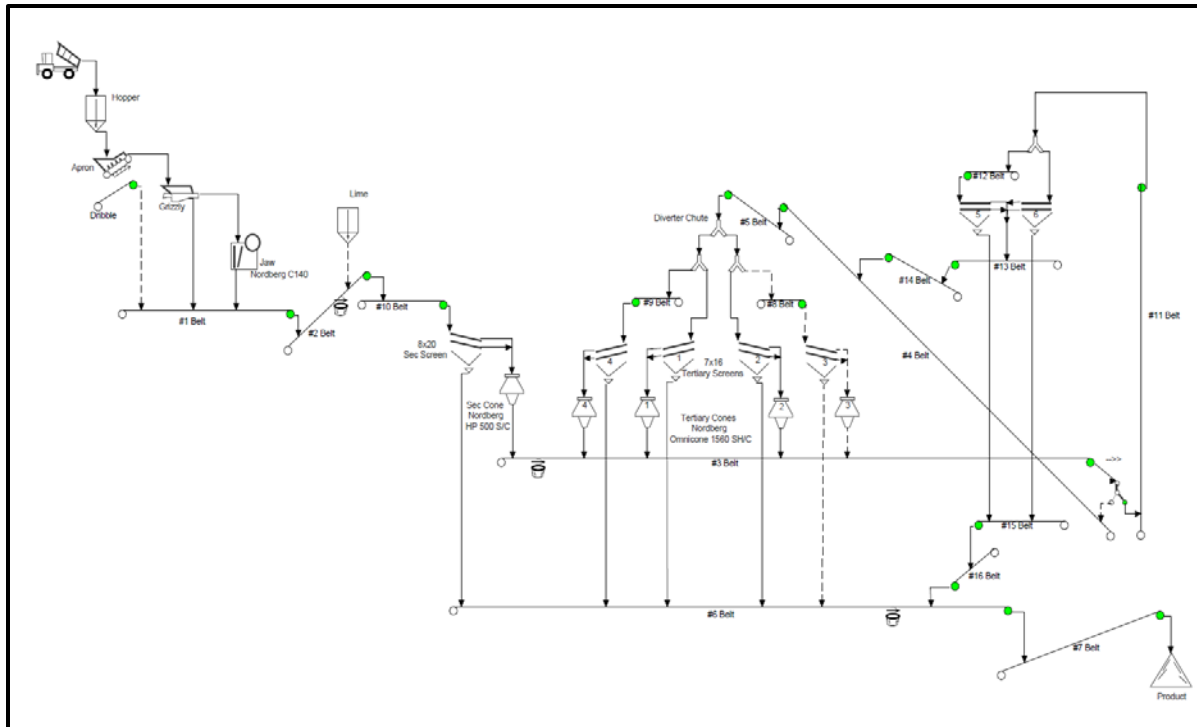 Hopper
Apron
Dribble
Grizzly
Jaw
Nordberg C140
#1 Belt
Lime
#2 Belt
#10 Belt
8x20
Sec Screen
Sec Cone
Nordberg
HP 500 S/C
Diverter Chute
#5 Belt
#9 Belt
#8 Belt
4
1
7x16
Tertiary Screens
2
3
4
1
Tertiary Cones
Nordberg
Omnicone 1560 SH/C
2
3
#3 Belt
#4 Belt
#12 Belt
5
6
#13 Belt
#14 Belt
#11 Belt
#15 Belt
#16 Belt
#6 Belt
#7 Belt
Product